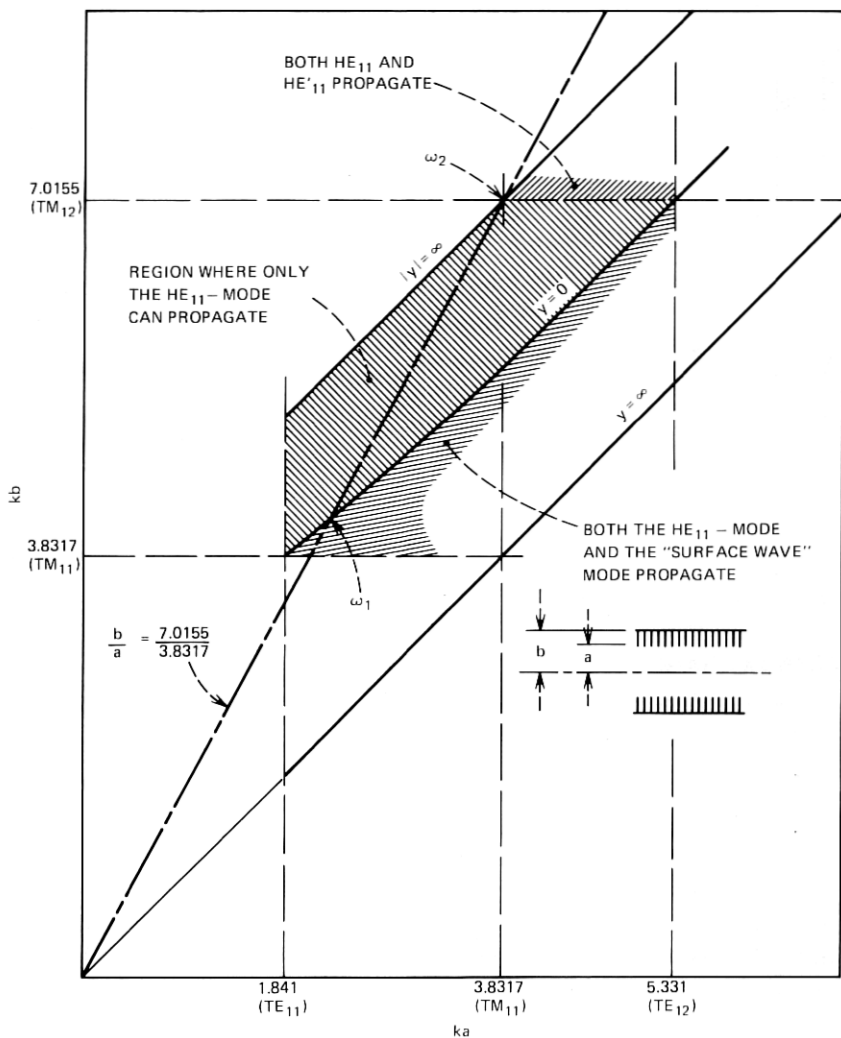 BOTH HE11 AND
HE'11 PROPAGATE
ω2
7.0155
(TM12)
|y| = ∞
REGION WHERE ONLY
THE HE11– MODE
CAN PROPAGATE
y = 0
y = ∞
kb
3.8317
(TM11)
BOTH THE HE11 – MODE
AND THE "SURFACE WAVE"
MODE PROPAGATE
ω1
b/a = 7.0155/3.8317
b
a
1.841
(TE11)
3.8317
(TM11)
5.331
(TE12)
ka